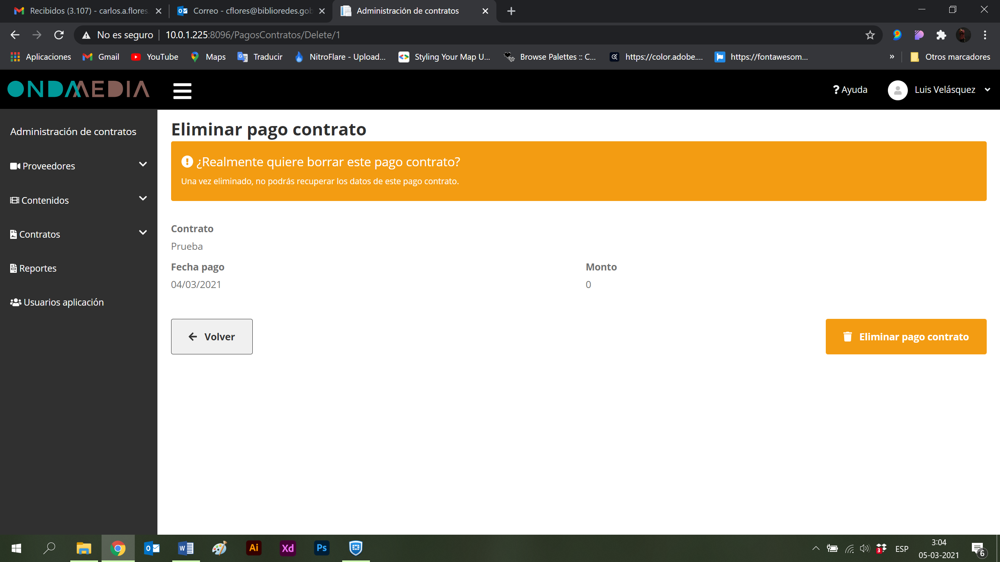 Recibidos (3.107) - carlos.a.flores.
Correo - cflores@biblioredes.gob
Administración de contratos
No es seguro
10.0.1.225:8096/PagosContratos/Delete/1
Aplicaciones
Gmail
YouTube
Maps
Traducir
NitroFlare - Upload...
Styling Your Map U...
Browse Palettes :: C...
https://color.adobe....
https://fontawesom...
»
Otros marcadores
ONDAMEDIA
? Ayuda
Luis Velásquez
Administración de contratos
Proveedores
Contenidos
Contratos
Reportes
Usuarios aplicación
Eliminar pago contrato
¿Realmente quiere borrar este pago contrato?
Una vez eliminado, no podrás recuperar los datos de este pago contrato.
Contrato
Prueba
Fecha pago
04/03/2021
Monto
0
Volver
Eliminar pago contrato
Ai
Xd
Ps
3
ESP
3:04
05-03-2021
6